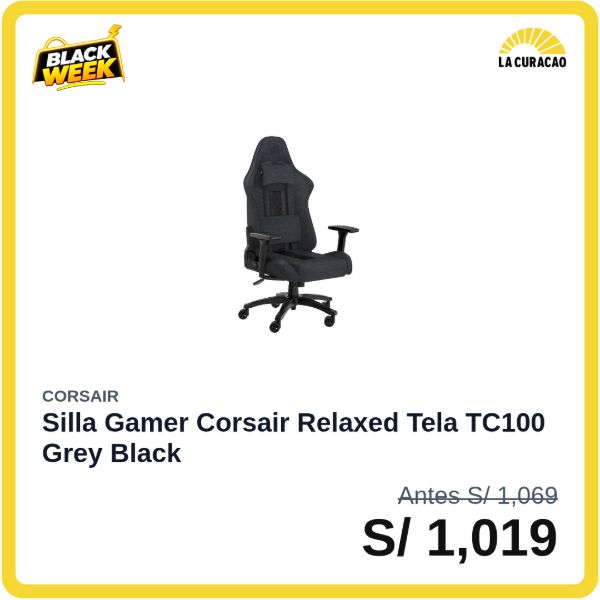 BLACK
WEEK
LA CURACAO
CORSAIR
Silla Gamer Corsair Relaxed Tela TC100
Grey Black
Antes S/ 1,069
S/ 1,019